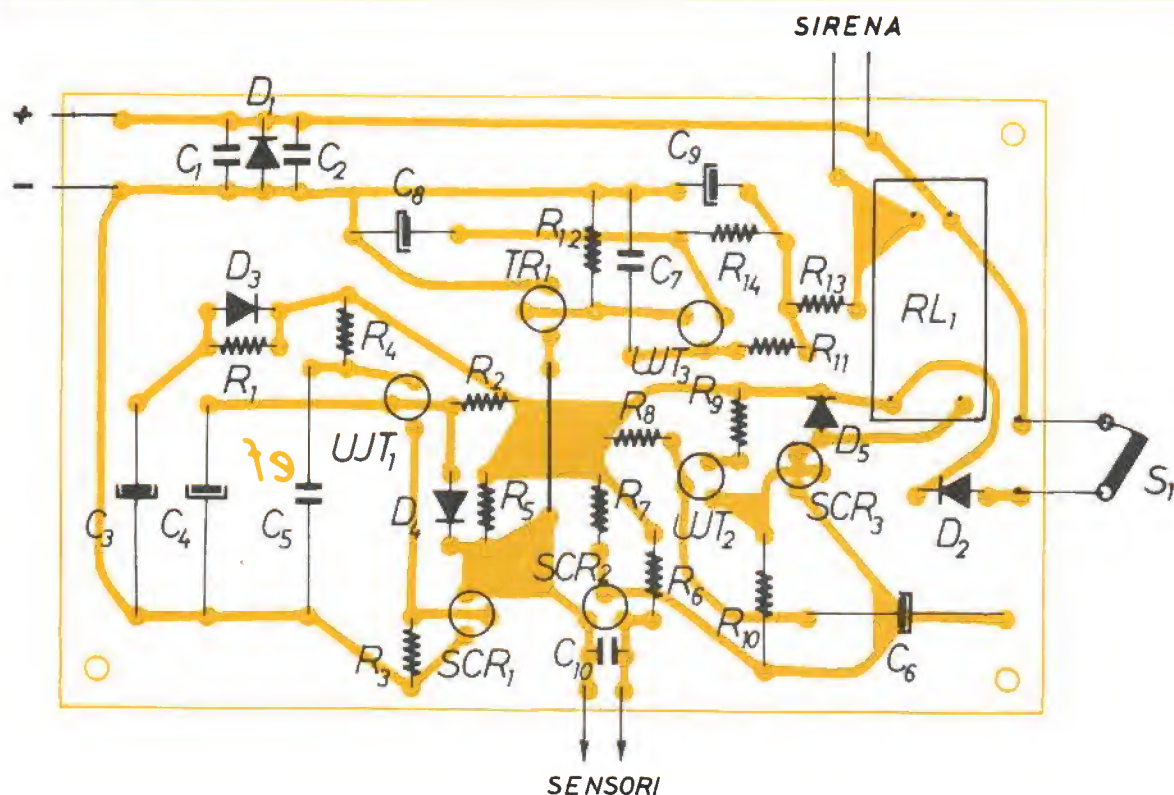 SIRENA
+
D1
C1
C2
-
C9
C8
R12
TR1
C7
R14
R13
D3
RL1
R4
UJT3
R11
R1
R2
R9
R8
ef
UJT1
D5
S1
C3
C4
C5
D4
R5
R7
UJT2
SCR3
D2
SCR2
R6
R10
R3
SCR1
C10
C6
SENSORI